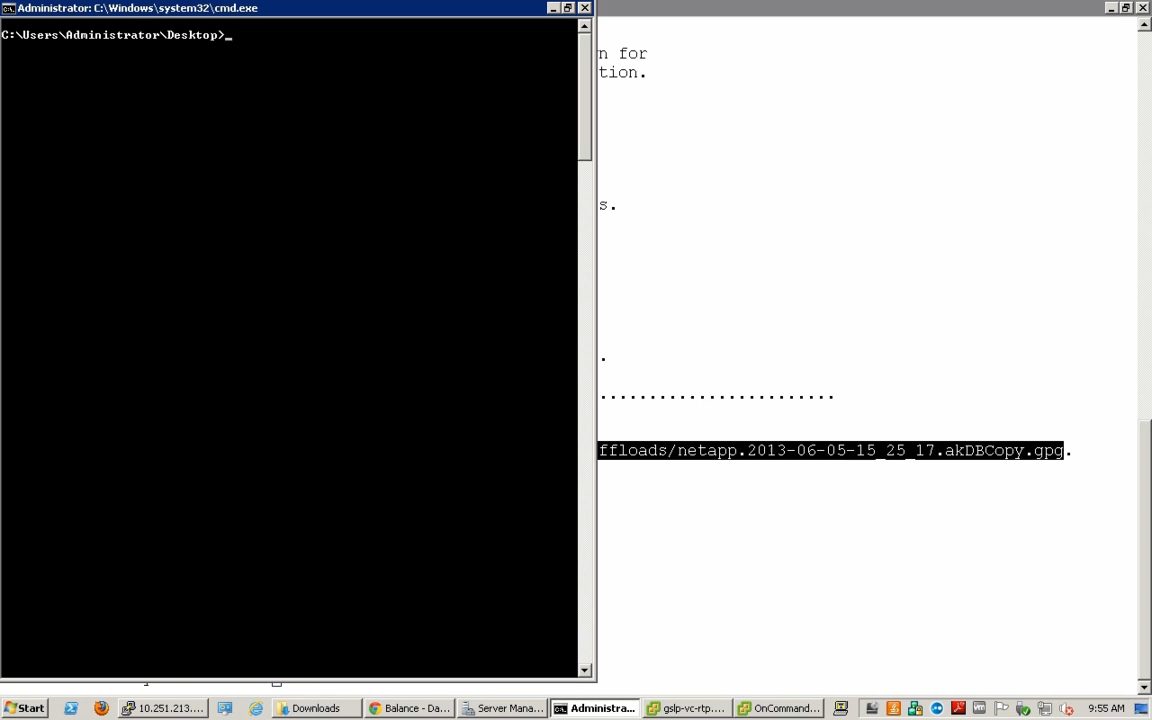 Administrator: C:\Windows\system32\cmd.exe
C:\Users\Administrator\Desktop>_
n for
tion.
s.
.
........................
ffloads/netapp.2013-06-05-15_25_17.akDBCopy.gpg.
Start
10.251.213....
Downloads
Balance - Da...
Server Mana...
Administra...
gslp-vc-rtp....
OnCommand...
9:55 AM